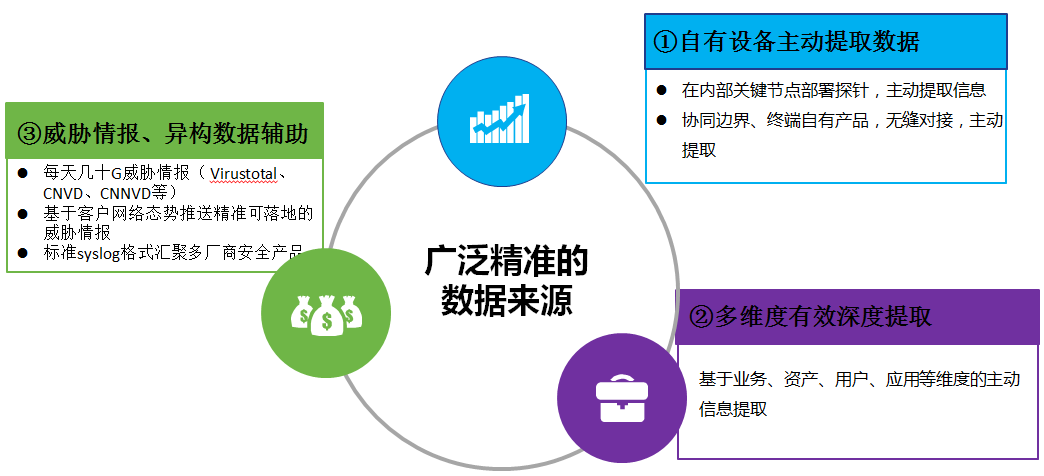 ①自有设备主动提取数据
● 在内部关键节点部署探针，主动提取信息
● 协同边界、终端自有产品，无缝对接，主动
提取
③威胁情报、异构数据辅助
● 每天几十G威胁情报（ Virustotal、
CNVD、CNNVD等）
● 基于客户网络态势推送精准可落地的
威胁情报
● 标准syslog格式汇聚多厂商安全产品
广泛精准的
数据来源
②多维度有效深度提取
基于业务、资产、用户、应用等维度的主动
信息提取
$ $ $